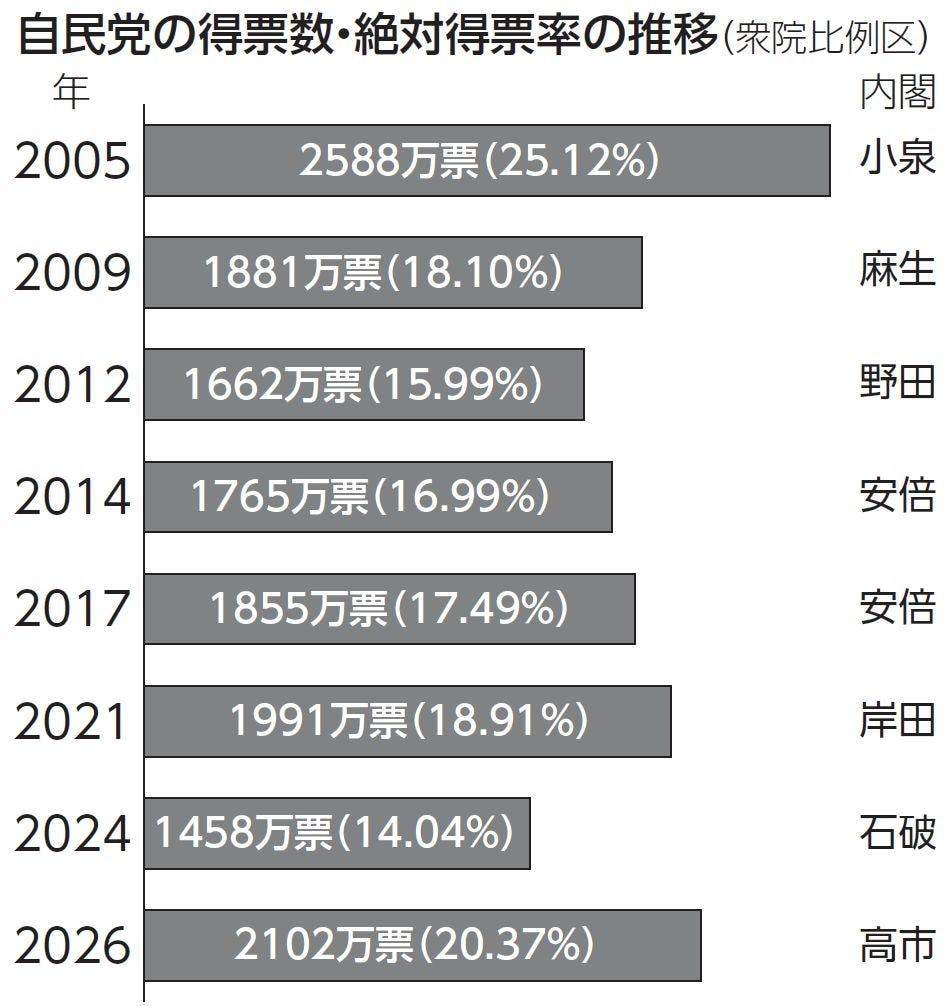 自民党の得票数・絶対得票率の推移(衆院比例区)
年 内閣
2005 2588万票(25.12%) 小泉
2009 1881万票(18.10%) 麻生
2012 1662万票(15.99%) 野田
2014 1765万票(16.99%) 安倍
2017 1855万票(17.49%) 安倍
2021 1991万票(18.91%) 岸田
2024 1458万票(14.04%) 石破
2026 2102万票(20.37%) 高市